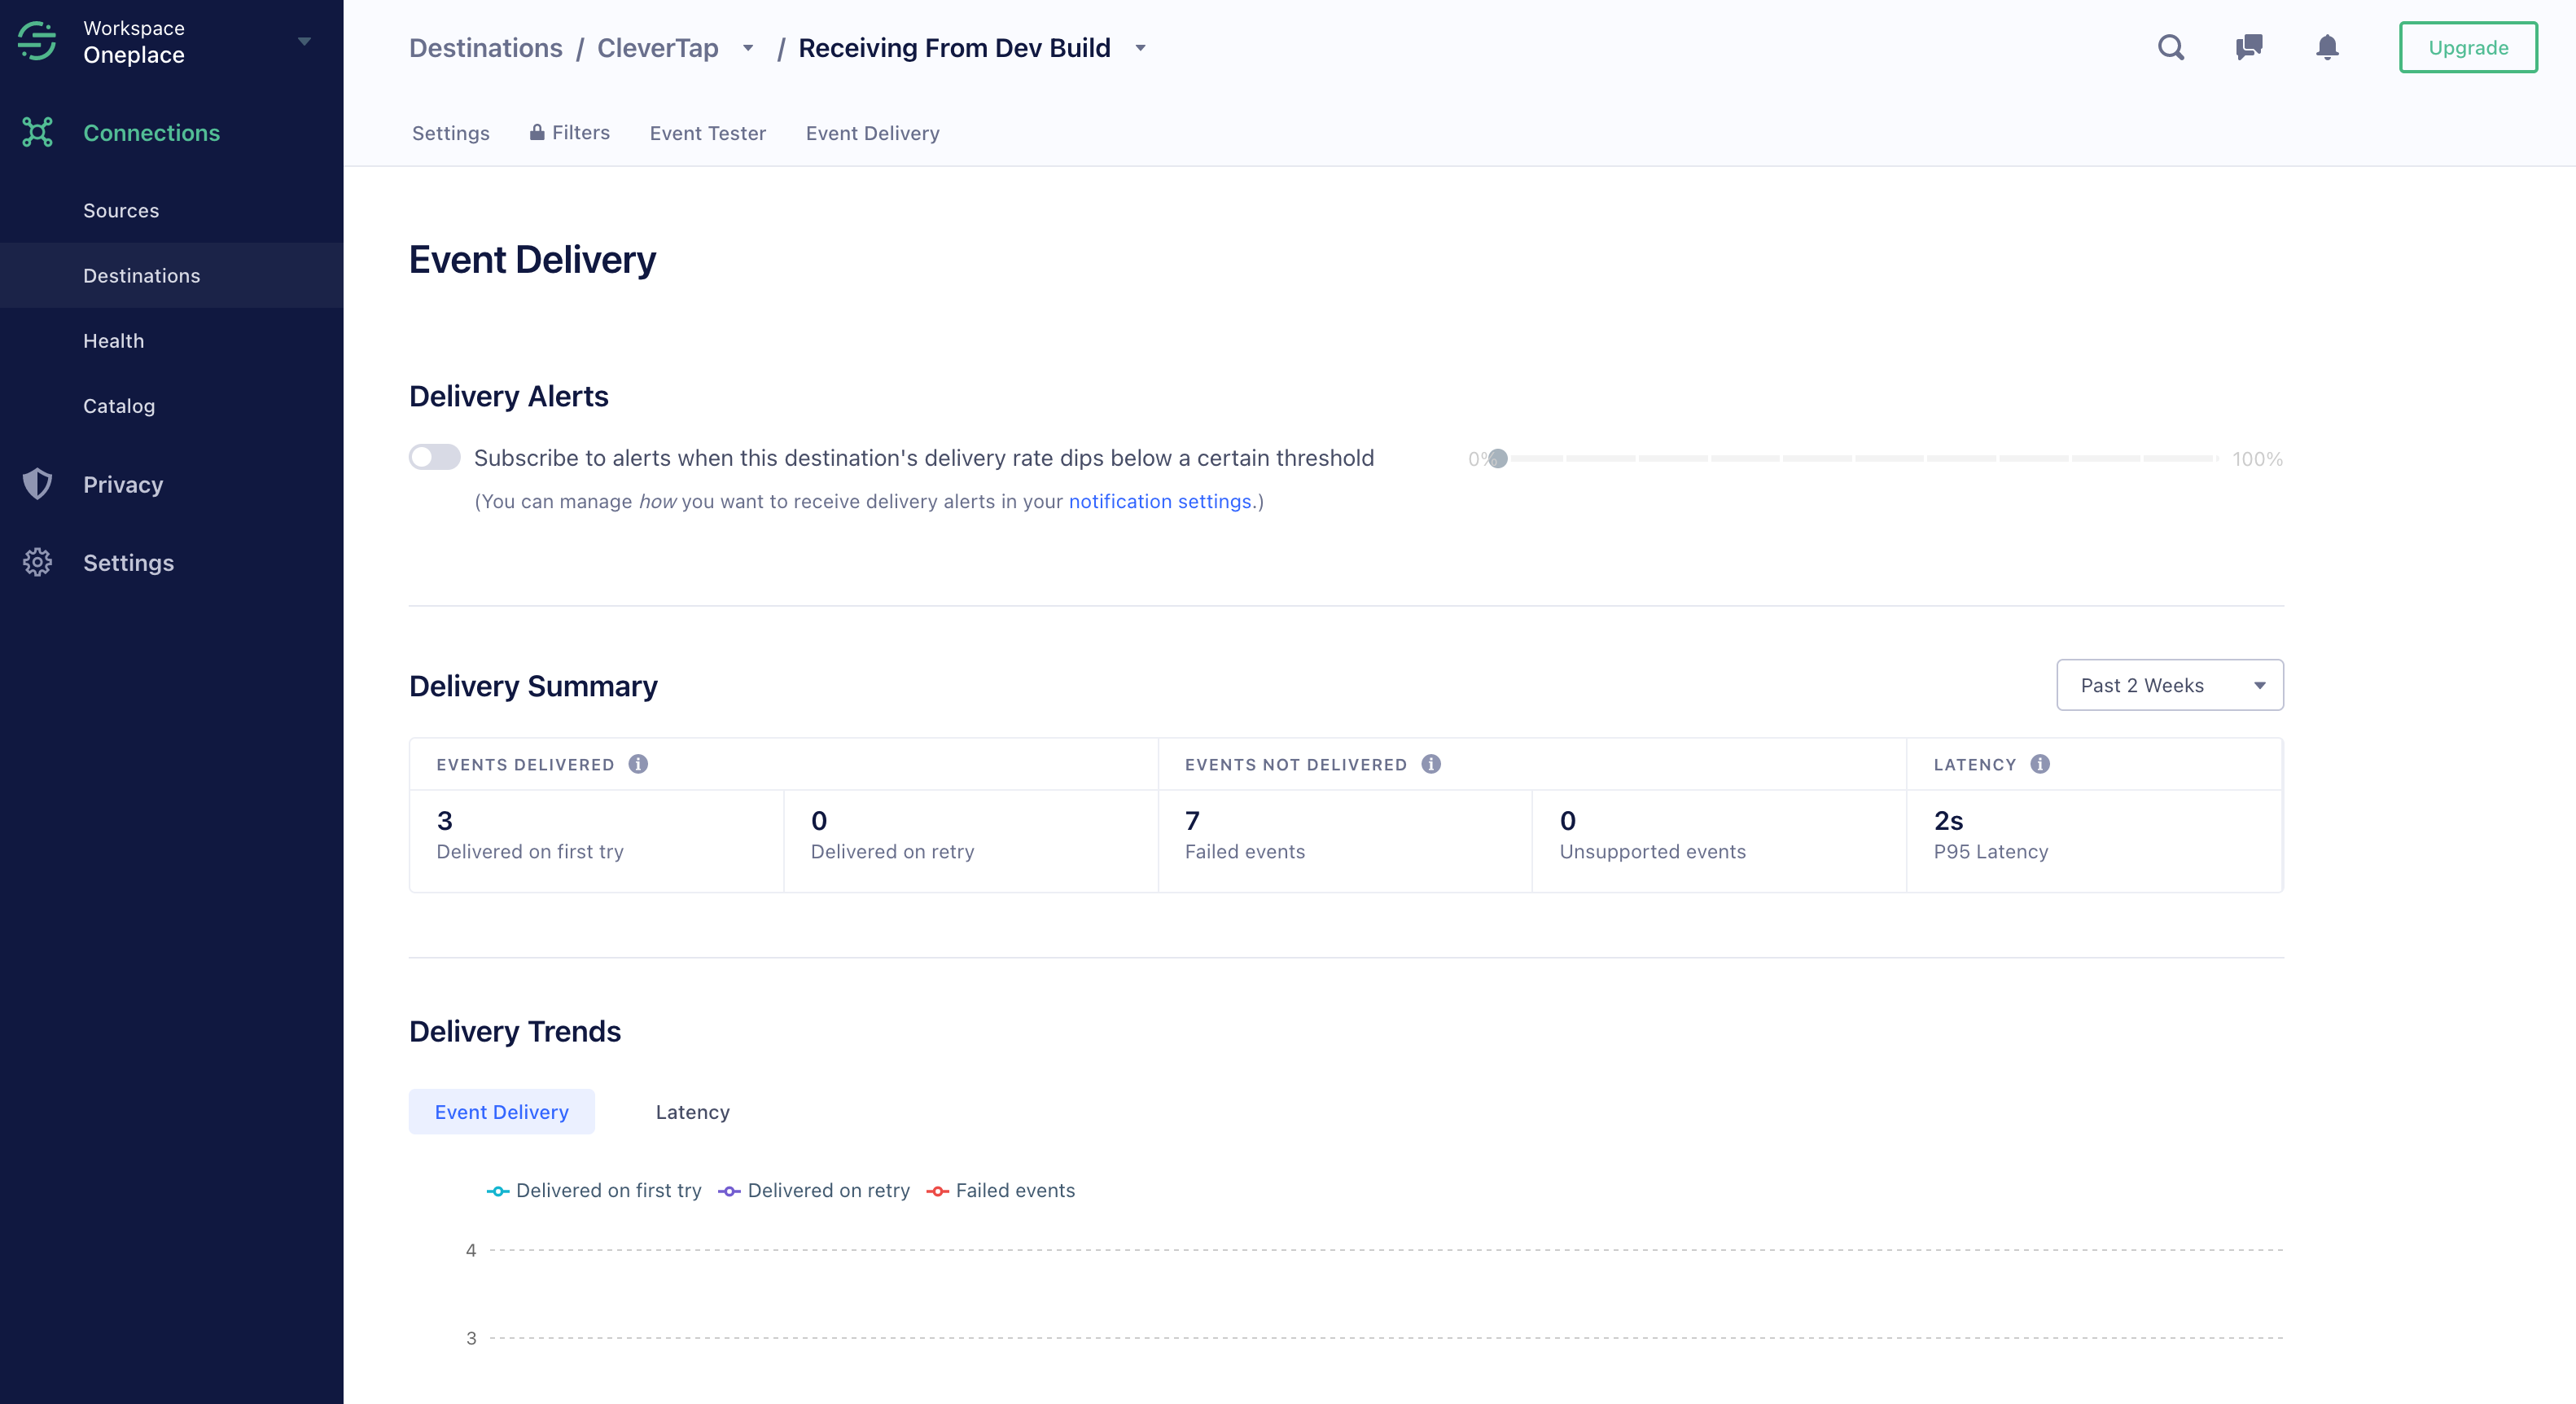 Workspace
Oneplace
Connections
Sources
Destinations
Health
Catalog
Privacy
Settings
Destinations / CleverTap / Receiving From Dev Build
Upgrade
Settings Filters Event Tester Event Delivery
Event Delivery
Delivery Alerts
Subscribe to alerts when this destination's delivery rate dips below a certain threshold
0% 100%
(You can manage how you want to receive delivery alerts in your notification settings.)
Delivery Summary
Past 2 Weeks
EVENTS DELIVERED EVENTS NOT DELIVERED LATENCY
3 0 7 0 2s
Delivered on first try Delivered on retry Failed events Unsupported events P95 Latency
Delivery Trends
Event Delivery Latency
Delivered on first try Delivered on retry Failed events
4
3